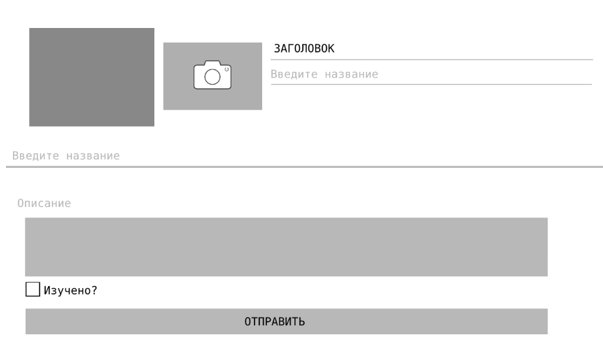 ЗАГОЛОВОК
Введите название
Введите название
Описание
Изучено?
ОТПРАВИТЬ